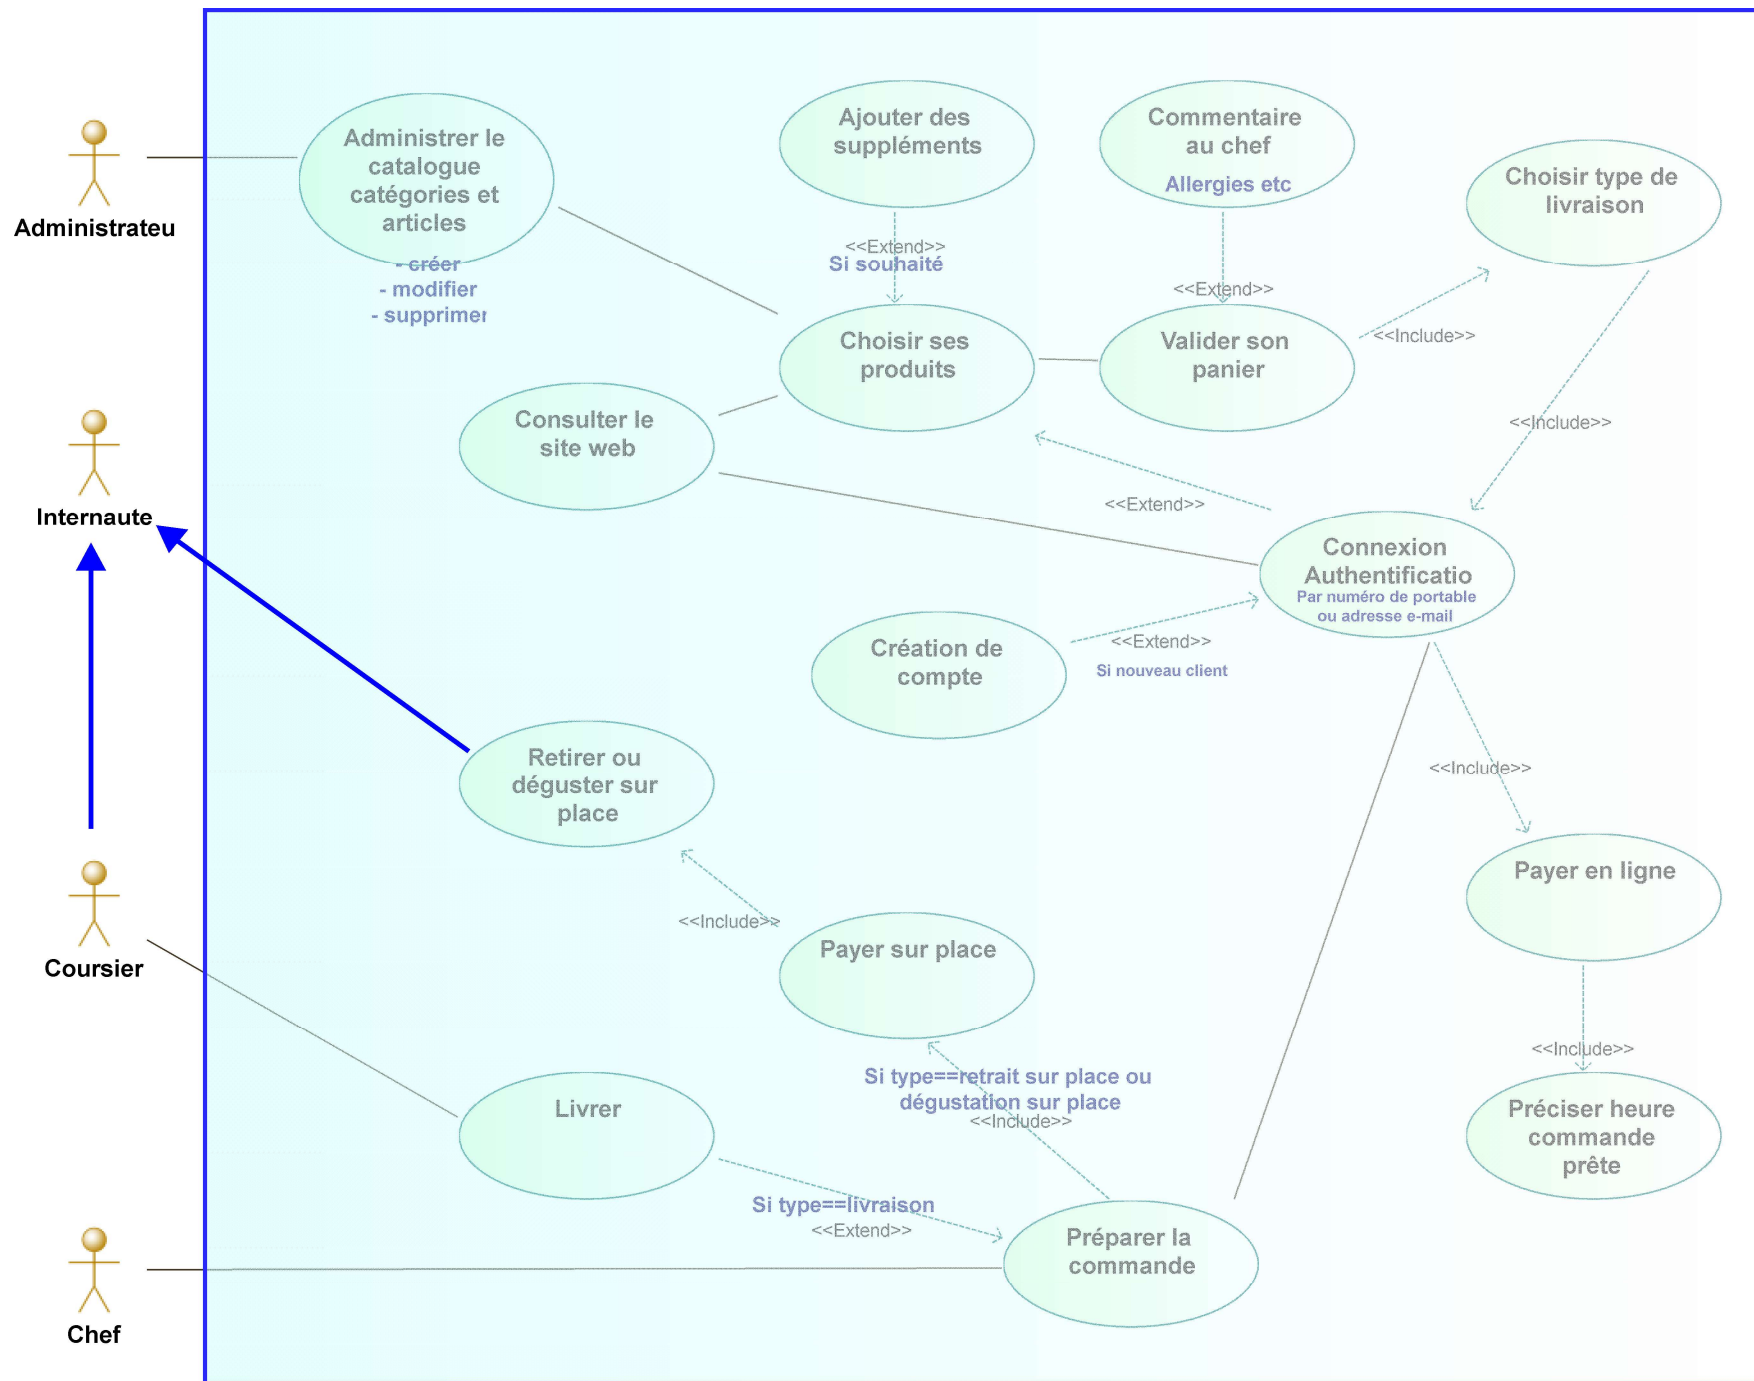 Administrateu
Administrer le
catalogue
catégories et
articles
- créer
- modifier
- supprimer
Ajouter des
suppléments
<<Extend>>
Si souhaité
Commentaire
au chef
Allergies etc
<<Extend>>
Choisir type de
livraison
Choisir ses
produits
Valider son
panier
<<Include>>
Consulter le
site web
<<Include>>
Internaute
<<Extend>>
Connexion
Authentificatio
Par numéro de portable
ou adresse e-mail
Création de
compte
<<Extend>>
Si nouveau client
Retirer ou
déguster sur
place
<<Include>>
Payer en ligne
<<Include>>
Payer sur place
Coursier
<<Include>>
Si type==retrait sur place ou
dégustation sur place
<<Include>>
Livrer
Préciser heure
commande
prête
Si type==livraison
<<Extend>>
Préparer la
commande
Chef